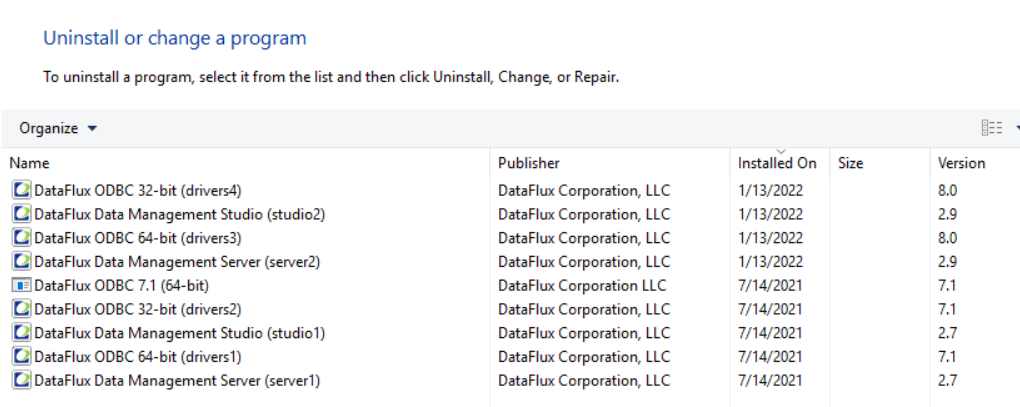 Uninstall or change a program
To uninstall a program, select it from the list and then click Uninstall, Change, or Repair.
Organize
Name Publisher Installed On Size Version
DataFlux ODBC 32-bit (drivers4) DataFlux Corporation, LLC 1/13/2022 8.0
DataFlux Data Management Studio (studio2) DataFlux Corporation, LLC 1/13/2022 2.9
DataFlux ODBC 64-bit (drivers3) DataFlux Corporation, LLC 1/13/2022 8.0
DataFlux Data Management Server (server2) DataFlux Corporation, LLC 1/13/2022 2.9
DataFlux ODBC 7.1 (64-bit) DataFlux Corporation LLC 7/14/2021 7.1
DataFlux ODBC 32-bit (drivers2) DataFlux Corporation, LLC 7/14/2021 7.1
DataFlux Data Management Studio (studio1) DataFlux Corporation, LLC 7/14/2021 2.7
DataFlux ODBC 64-bit (drivers1) DataFlux Corporation, LLC 7/14/2021 7.1
DataFlux Data Management Server (server1) DataFlux Corporation, LLC 7/14/2021 2.7